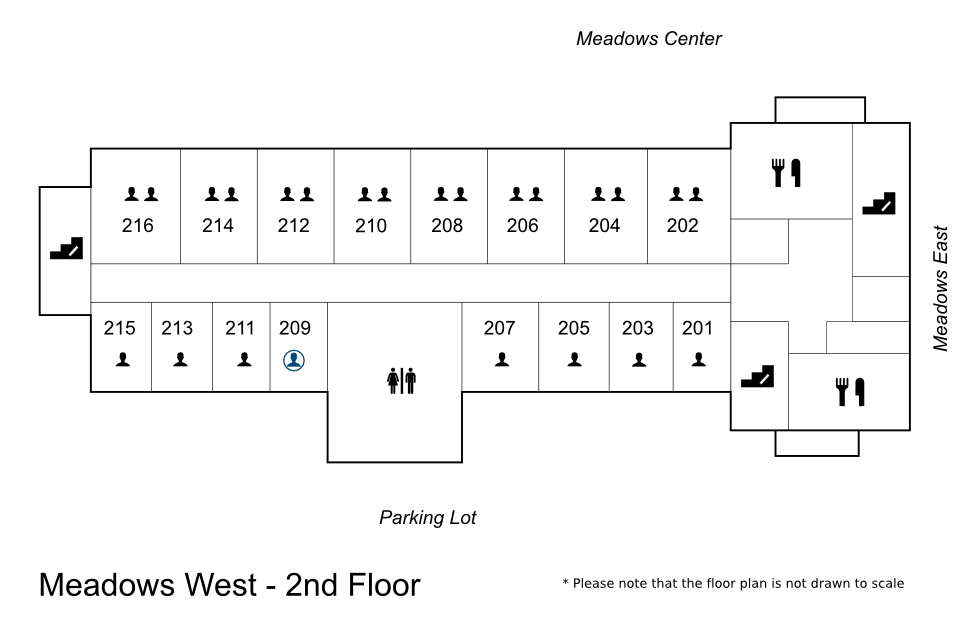 Meadows Center
216 214 212 210 208 206 204 202
Meadows East
215 213 211 209 207 205 203 201
Parking Lot
Meadows West - 2nd Floor
* Please note that the floor plan is not drawn to scale